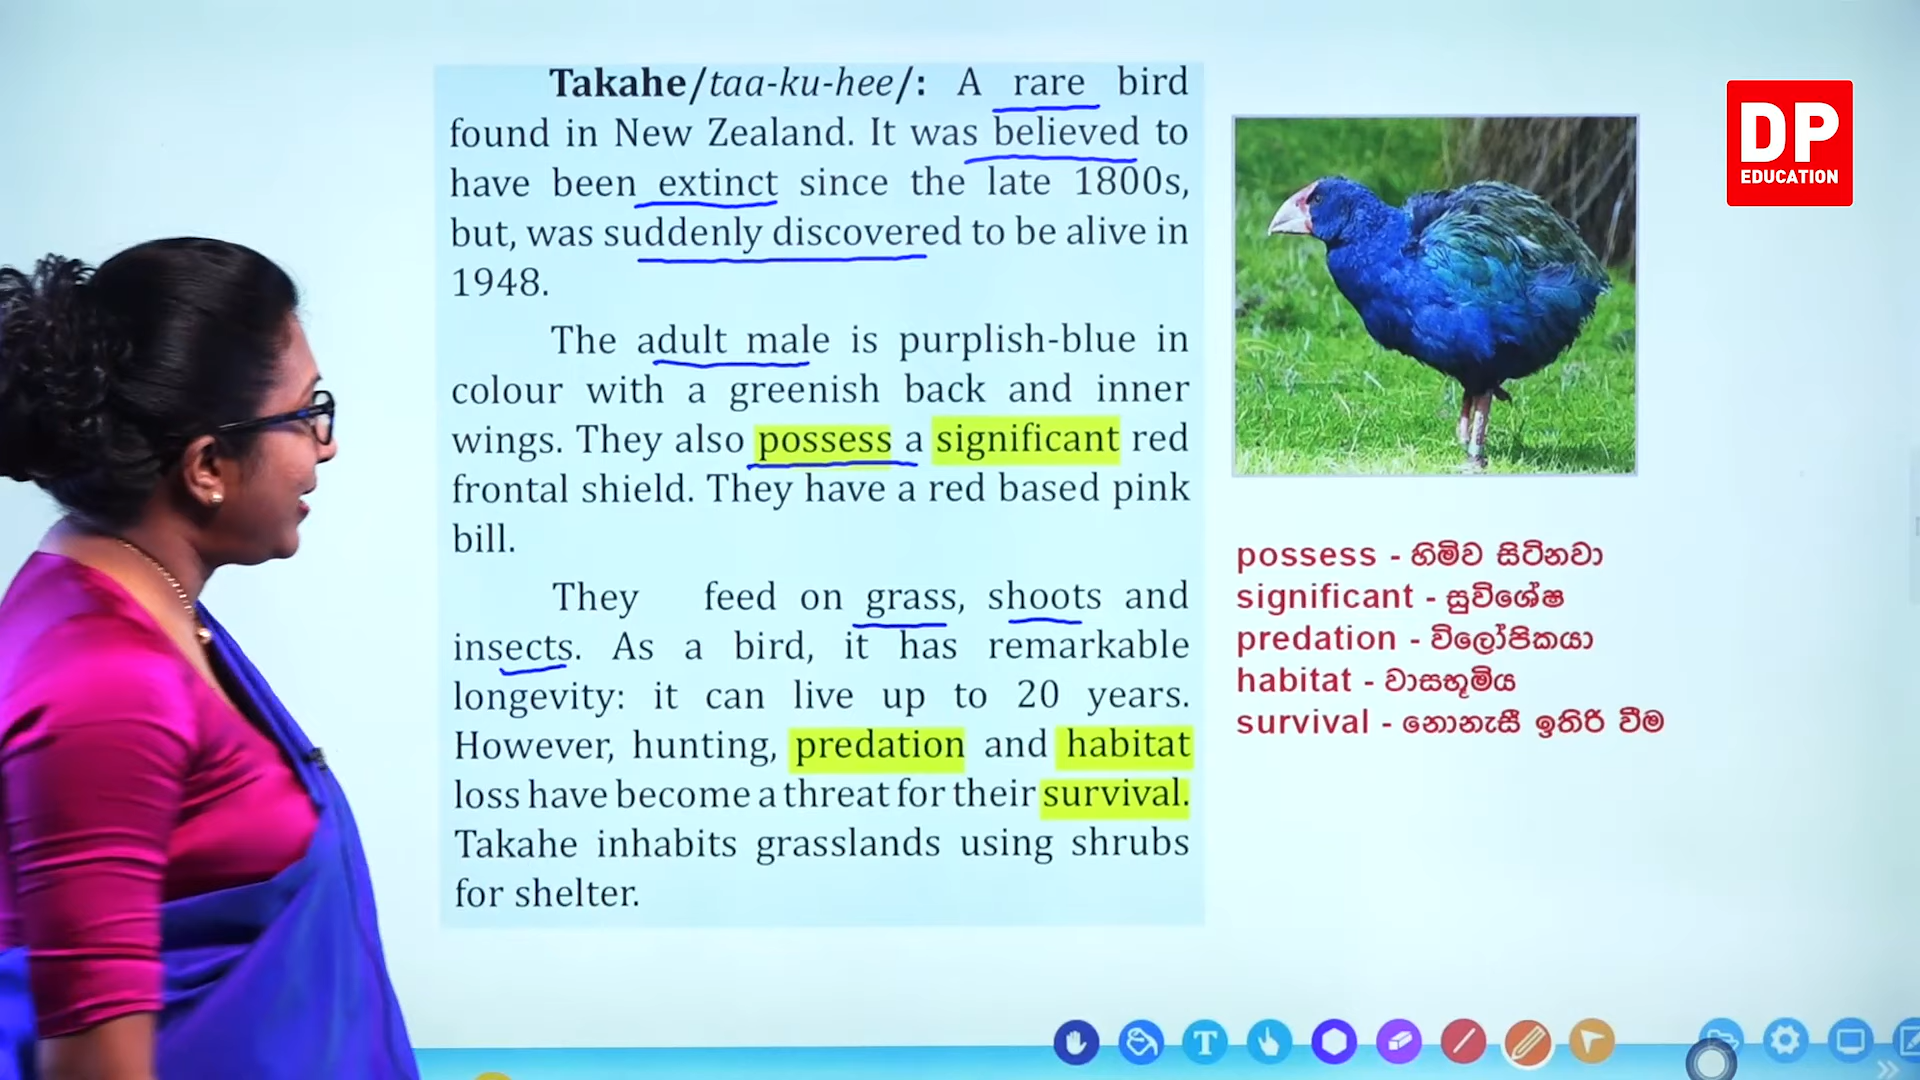 Takahe/taa-ku-hee/: A rare bird
found in New Zealand. It was believed to
have been extinct since the late 1800s,
but, was suddenly discovered to be alive in
1948.
The adult male is purplish-blue in
colour with a greenish back and inner
wings. They also possess a significant red
frontal shield. They have a red based pink
bill.
They feed on grass, shoots and
insects. As a bird, it has remarkable
longevity: it can live up to 20 years.
However, hunting, predation and habitat
loss have become a threat for their survival.
Takahe inhabits grasslands using shrubs
for shelter.
DP
EDUCATION
possess - හිමිව සිටිනවා
significant - සුවිශේෂ
predation - විලෝපිකයා
habitat - වාසභූමිය
survival - නොනැසී ඉතිරි වීම
T